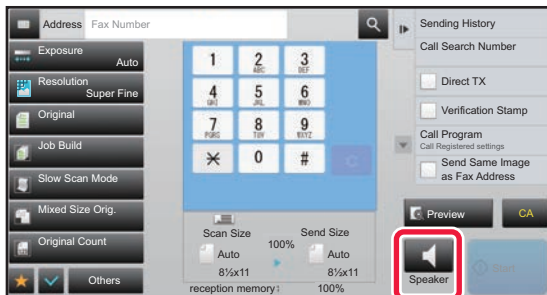 Address Fax Number
Sending History
Call Search Number
Direct TX
Verification Stamp
Call Program
Call Registered settings
Send Same Image
as Fax Address
Exposure
Auto
Resolution
Super Fine
Original
Job Build
Slow Scan Mode
Mixed Size Orig.
Original Count
Others
1
2
ABC
3
DEF
4
GHI
5
JKL
6
MNO
7
PQRS
8
TUV
9
WXYZ
0
#
C
Scan Size
100%
Send Size
Auto
Auto
8½x11
8½x11
reception memory: 100%
Preview
CA
Speaker
Start